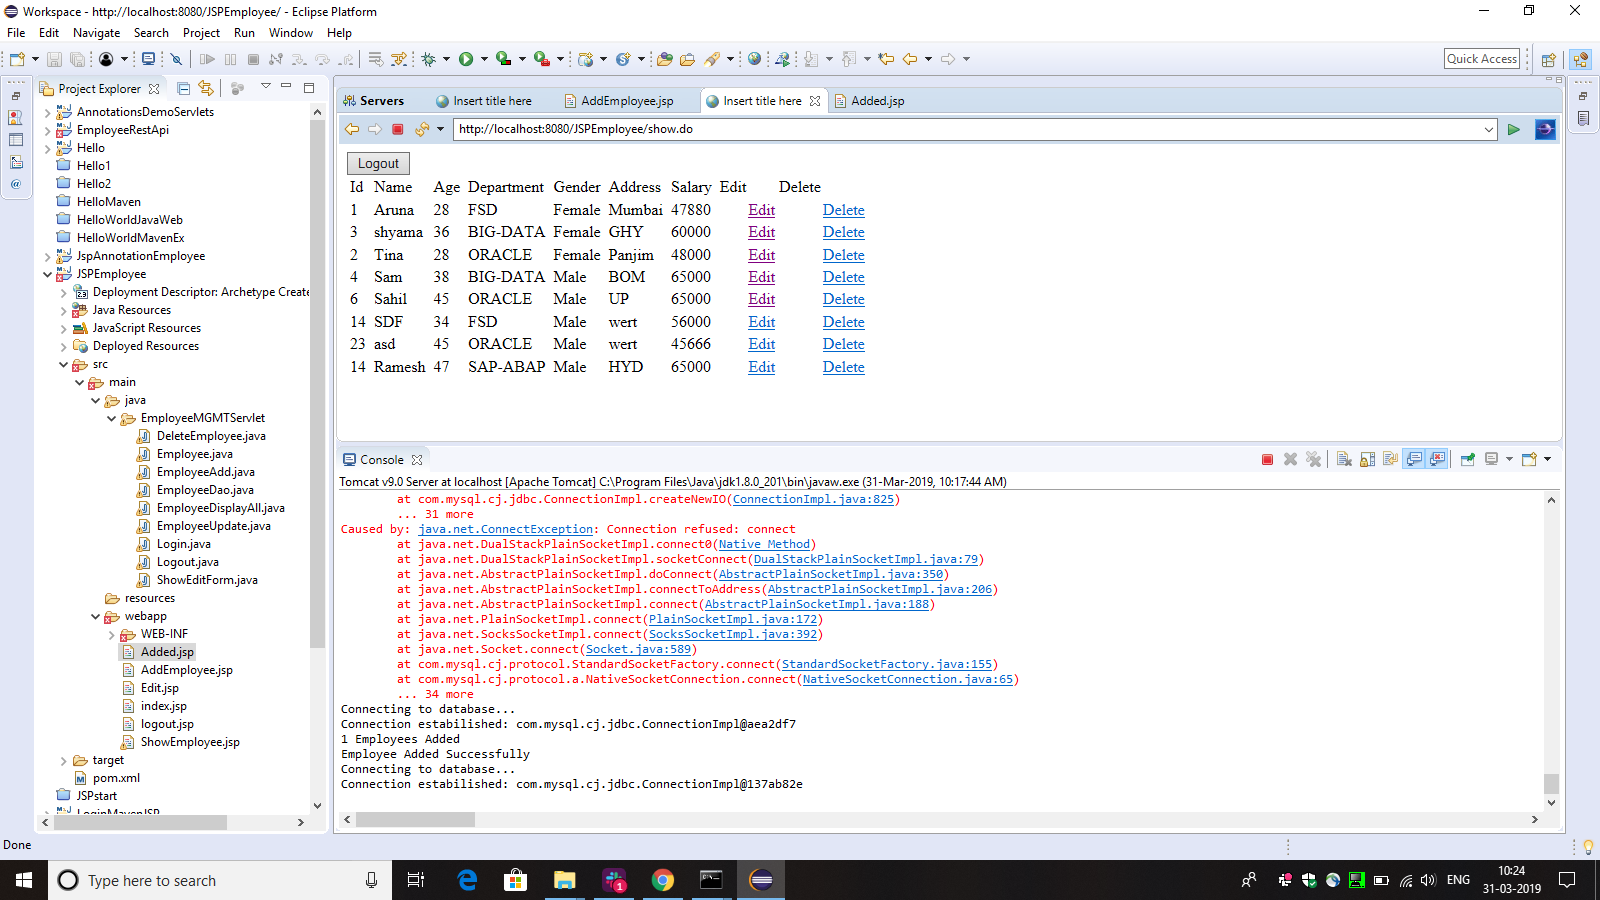 Workspace - http://localhost:8080/JSPEmployee/ - Eclipse Platform
File Edit Navigate Search Project Run Window Help
Quick Access
Project Explorer
AnnotationsDemoServlets
EmployeeRestApi
Hello
Hello1
Hello2
HelloMaven
HelloWorldJavaWeb
HelloWorldMavenEx
JspAnnotationEmployee
JSPEmployee
Deployment Descriptor: Archetype Create
Java Resources
JavaScript Resources
Deployed Resources
src
main
java
EmployeeMGMTServlet
DeleteEmployee.java
Employee.java
EmployeeAdd.java
EmployeeDao.java
EmployeeDisplayAll.java
EmployeeUpdate.java
Login.java
Logout.java
ShowEditForm.java
resources
webapp
WEB-INF
Added.jsp
AddEmployee.jsp
Edit.jsp
index.jsp
logout.jsp
ShowEmployee.jsp
target
pom.xml
JSPstart
LoginMavenJSP
Servers Insert title here AddEmployee.jsp Insert title here Added.jsp
http://localhost:8080/JSPEmployee/show.do
Logout
Id Name Age Department Gender Address Salary Edit Delete
1 Aruna 28 FSD Female Mumbai 47880 Edit Delete
3 shyama 36 BIG-DATA Female GHY 60000 Edit Delete
2 Tina 28 ORACLE Female Panjim 48000 Edit Delete
4 Sam 38 BIG-DATA Male BOM 65000 Edit Delete
6 Sahil 45 ORACLE Male UP 65000 Edit Delete
14 SDF 34 FSD Male wert 56000 Edit Delete
23 asd 45 ORACLE Male wert 45666 Edit Delete
14 Ramesh 47 SAP-ABAP Male HYD 65000 Edit Delete
Console
Tomcat v9.0 Server at localhost [Apache Tomcat] C:\Program Files\Java\jdk1.8.0_201\bin\javaw.exe (31-Mar-2019, 10:17:44 AM)
at com.mysql.cj.jdbc.ConnectionImpl.createNewIO(ConnectionImpl.java:825)
... 31 more
Caused by: java.net.ConnectException: Connection refused: connect
at java.net.DualStackPlainSocketImpl.connect0(Native Method)
at java.net.DualStackPlainSocketImpl.socketConnect(DualStackPlainSocketImpl.java:79)
at java.net.AbstractPlainSocketImpl.doConnect(AbstractPlainSocketImpl.java:350)
at java.net.AbstractPlainSocketImpl.connectToAddress(AbstractPlainSocketImpl.java:206)
at java.net.AbstractPlainSocketImpl.connect(AbstractPlainSocketImpl.java:188)
at java.net.PlainSocketImpl.connect(PlainSocketImpl.java:172)
at java.net.SocksSocketImpl.connect(SocksSocketImpl.java:392)
at java.net.Socket.connect(Socket.java:589)
at com.mysql.cj.protocol.StandardSocketFactory.connect(StandardSocketFactory.java:155)
at com.mysql.cj.protocol.a.NativeSocketConnection.connect(NativeSocketConnection.java:65)
... 34 more
Connecting to database...
Connection estabilished: com.mysql.cj.jdbc.ConnectionImpl@aea2df7
1 Employees Added
Employee Added Successfully
Connecting to database...
Connection estabilished: com.mysql.cj.jdbc.ConnectionImpl@137ab82e
Done
Type here to search
1
ENG
10:24
31-03-2019